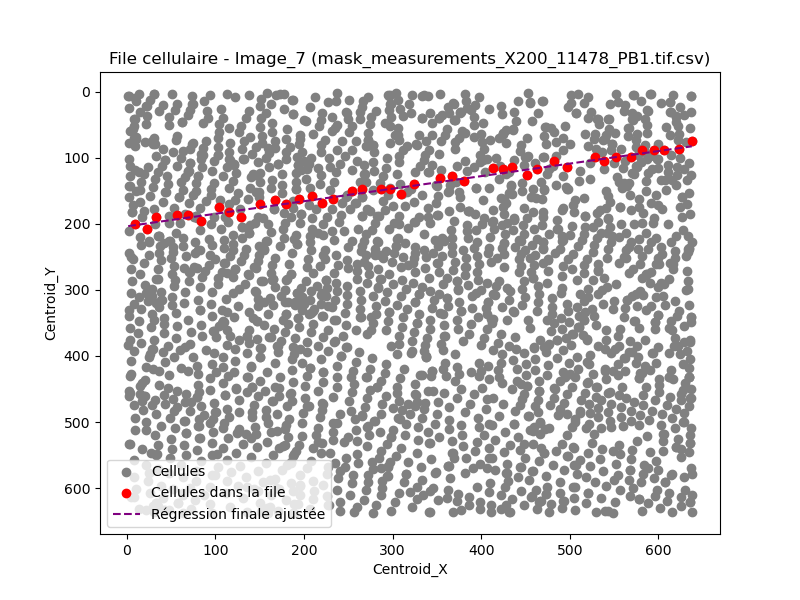 File cellulaire - Image_7 (mask_measurements_X200_11478_PB1.tif.csv)
0
100
200
300
400
500
600
Centroid_Y
Cellules
Cellules dans la file
Régression finale ajustée
0 100 200 300 400 500 600
Centroid_X